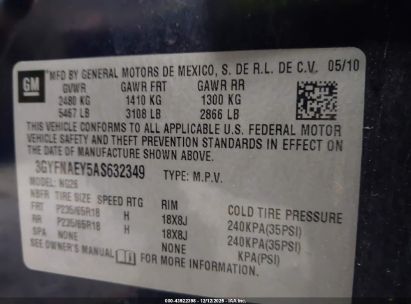 GM
MFD BY GENERAL MOTORS DE MEXICO, S. DE R.L. DE C.V. 05/10
GVWR GAWR FRT GAWR RR
2480 KG 1410 KG 1300 KG
5467 LB 3108 LB 2866 LB
THIS VEHICLE CONFORMS TO ALL APPLICABLE U.S. FEDERAL MOTOR
VEHICLE SAFETY AND THEFT PREVENTION STANDARDS IN EFFECT ON
THE DATE OF MANUFACTURE SHOWN ABOVE.
3GYFNAEY5AS632349 TYPE: M.P.V.
MODEL: NG26
TIRE SIZE SPEED RTG RIM COLD TIRE PRESSURE
FRT P235/65R18 H 18X8J 240KPA(35PSI)
RR P235/65R18 H 18X8J 240KPA(35PSI)
SPA NONE NONE KPA(PSI)
SEE OWNER'S MANUAL FOR MORE INFORMATION.